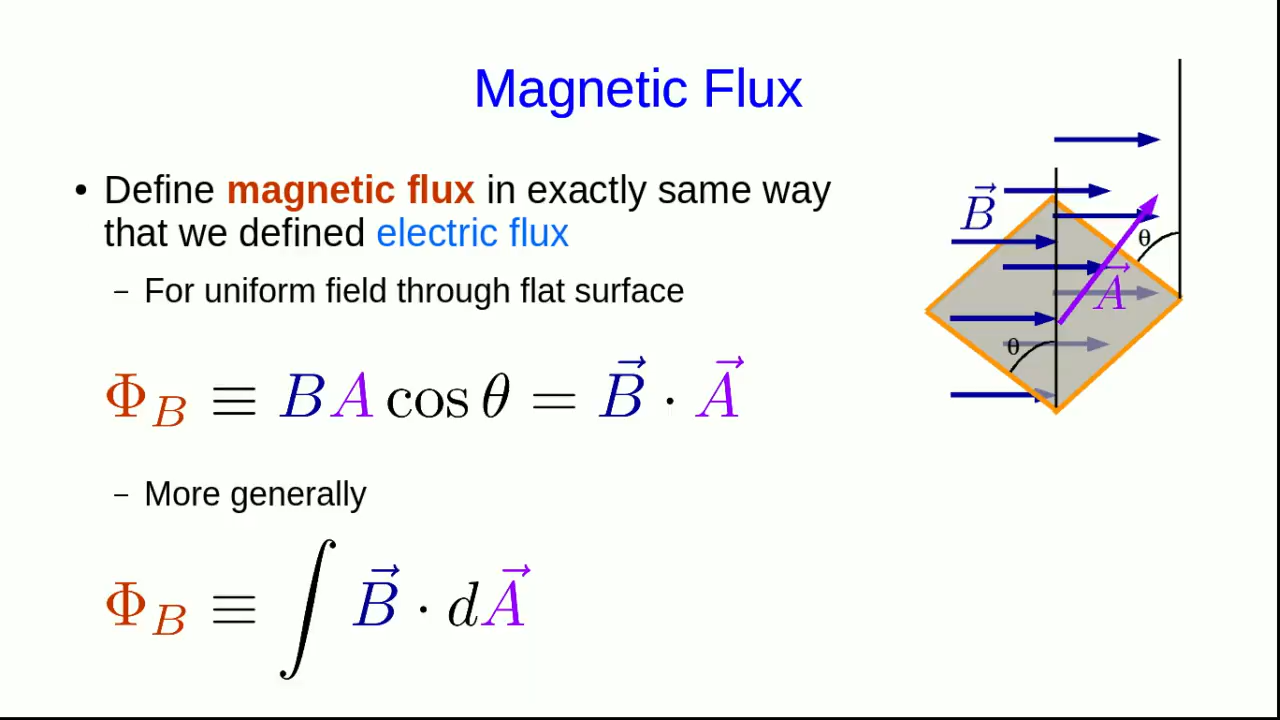 Magnetic Flux
• Define magnetic flux in exactly same way
that we defined electric flux
– For uniform field through flat surface
Φ_B ≡ BA cos θ = B⃗ · A⃗
– More generally
Φ_B ≡ ∫ B⃗ · dA⃗
B⃗
θ
A⃗
θ